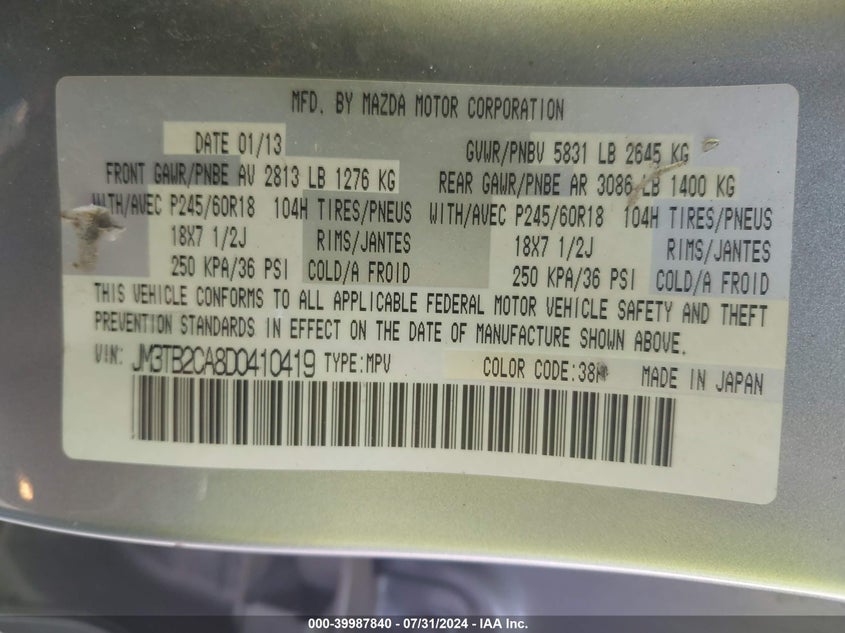 MFD. BY MAZDA MOTOR CORPORATION
DATE 01/13 GVWR/PNBV 5831 LB 2645 KG
FRONT GAWR/PNBE AV 2813 LB 1276 KG REAR GAWR/PNBE AR 3086 LB 1400 KG
WITH/AVEC P245/60R18 104H TIRES/PNEUS WITH/AVEC P245/60R18 104H TIRES/PNEUS
18X7 1/2J RIMS/JANTES 18X7 1/2J RIMS/JANTES
250 KPA/36 PSI COLD/A FROID 250 KPA/36 PSI COLD/A FROID
THIS VEHICLE CONFORMS TO ALL APPLICABLE FEDERAL MOTOR VEHICLE SAFETY AND THEFT
PREVENTION STANDARDS IN EFFECT ON THE DATE OF MANUFACTURE SHOWN ABOVE.
VIN: JM3TB2CA8D0410419 TYPE:MPV COLOR CODE:38P MADE IN JAPAN
000-39987840 - 07/31/2024 - IAA Inc.